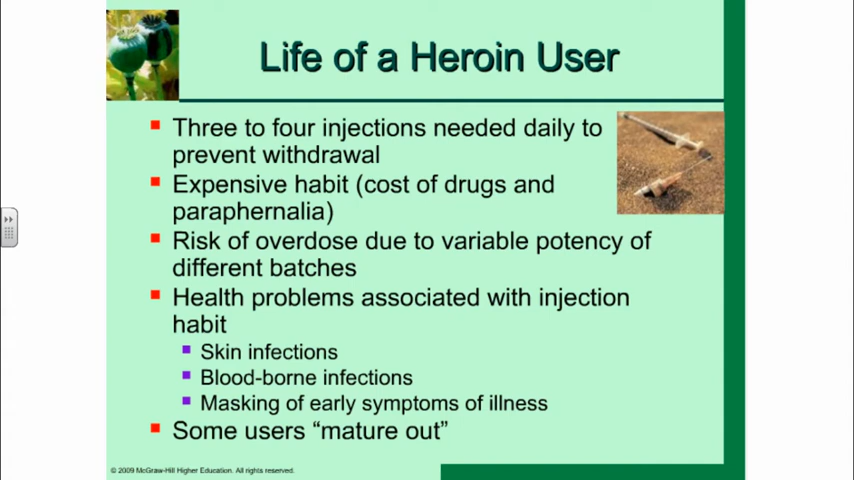 Life of a Heroin User
Three to four injections needed daily to
prevent withdrawal
Expensive habit (cost of drugs and
paraphernalia)
Risk of overdose due to variable potency of
different batches
Health problems associated with injection
habit
Skin infections
Blood-borne infections
Masking of early symptoms of illness
Some users “mature out”
© 2009 McGraw-Hill Higher Education. All rights reserved.